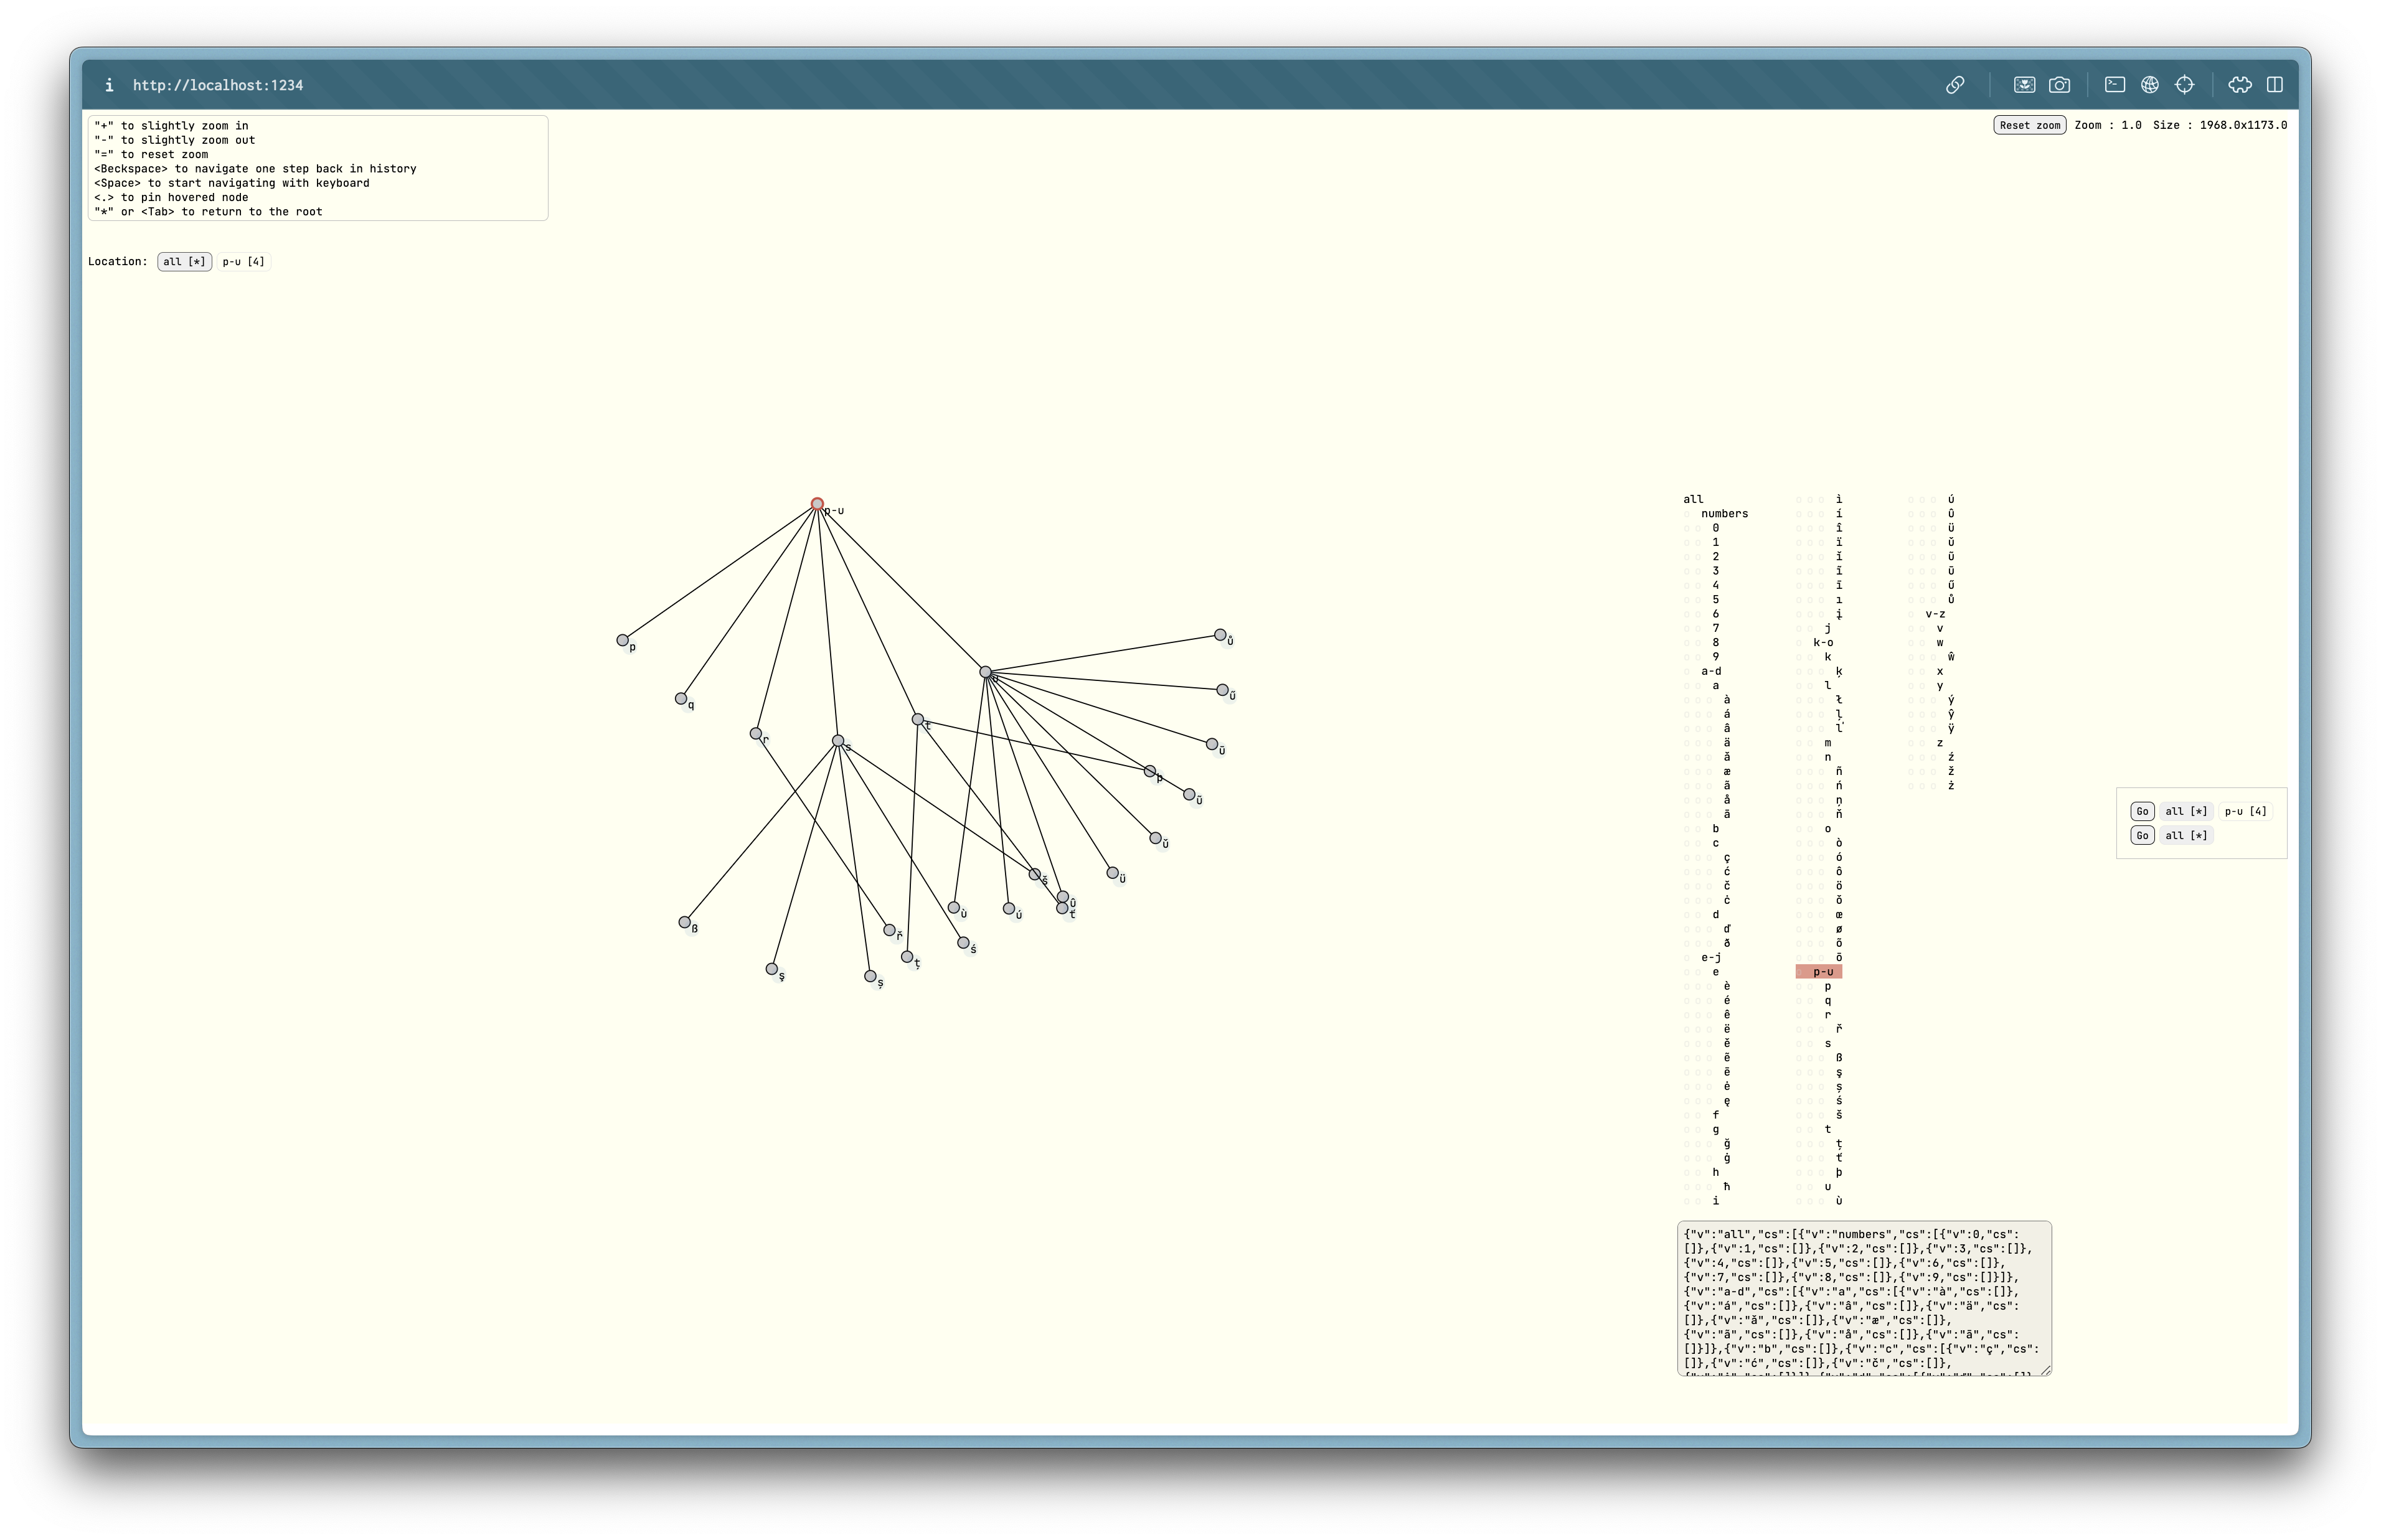 i http://localhost:1234
"+" to slightly zoom in
"-" to slightly zoom out
"=" to reset zoom
<Beckspace> to navigate one step back in history
<Space> to start navigating with keyboard
<.> to pin hovered node
"*" or <Tab> to return to the root
Reset zoom Zoom : 1.0 Size : 1968.0x1173.0
Location: all [*] p-u [4]
p-u
ů
p
u
ű
q
t
r
s
ū
þ
ũ
ŭ
ü
š
û
ù
ú
ť
ß
ř
ś
ț
ş
ș
all
numbers
0
1
2
3
4
5
6
7
8
9
a-d
a
à
á
â
ä
ă
æ
ã
å
ā
b
c
ç
ć
č
ċ
d
ď
ð
e-j
e
è
é
ê
ë
ě
ẽ
ē
ė
ę
f
g
ğ
ġ
h
ħ
i
ì
í
î
ï
ĭ
ĩ
ī
ı
į
j
k-o
k
ķ
l
ł
ļ
ľ
m
n
ñ
ń
ņ
ň
o
ò
ó
ô
ö
ŏ
œ
ø
õ
ō
p-u
p
q
r
ř
s
ß
ş
ș
ś
š
t
ț
ť
þ
u
ù
ú
û
ü
ŭ
ũ
ū
ű
ů
v-z
v
w
ŵ
x
y
ý
ŷ
ÿ
z
ź
ž
ż
Go all [*] p-u [4]
Go all [*]
{"v":"all","cs":[{"v":"numbers","cs":[{"v":0,"cs":
[]},{"v":1,"cs":[]},{"v":2,"cs":[]},{"v":3,"cs":[]},
{"v":4,"cs":[]},{"v":5,"cs":[]},{"v":6,"cs":[]},
{"v":7,"cs":[]},{"v":8,"cs":[]},{"v":9,"cs":[]}]},
{"v":"a-d","cs":[{"v":"a","cs":[{"v":"à","cs":[]},
{"v":"á","cs":[]},{"v":"â","cs":[]},{"v":"ä","cs":
[]},{"v":"ă","cs":[]},{"v":"æ","cs":[]},
{"v":"ã","cs":[]},{"v":"å","cs":[]},{"v":"ā","cs":
[]}]},{"v":"b","cs":[]},{"v":"c","cs":[{"v":"ç","cs":
[]},{"v":"ć","cs":[]},{"v":"č","cs":[]},